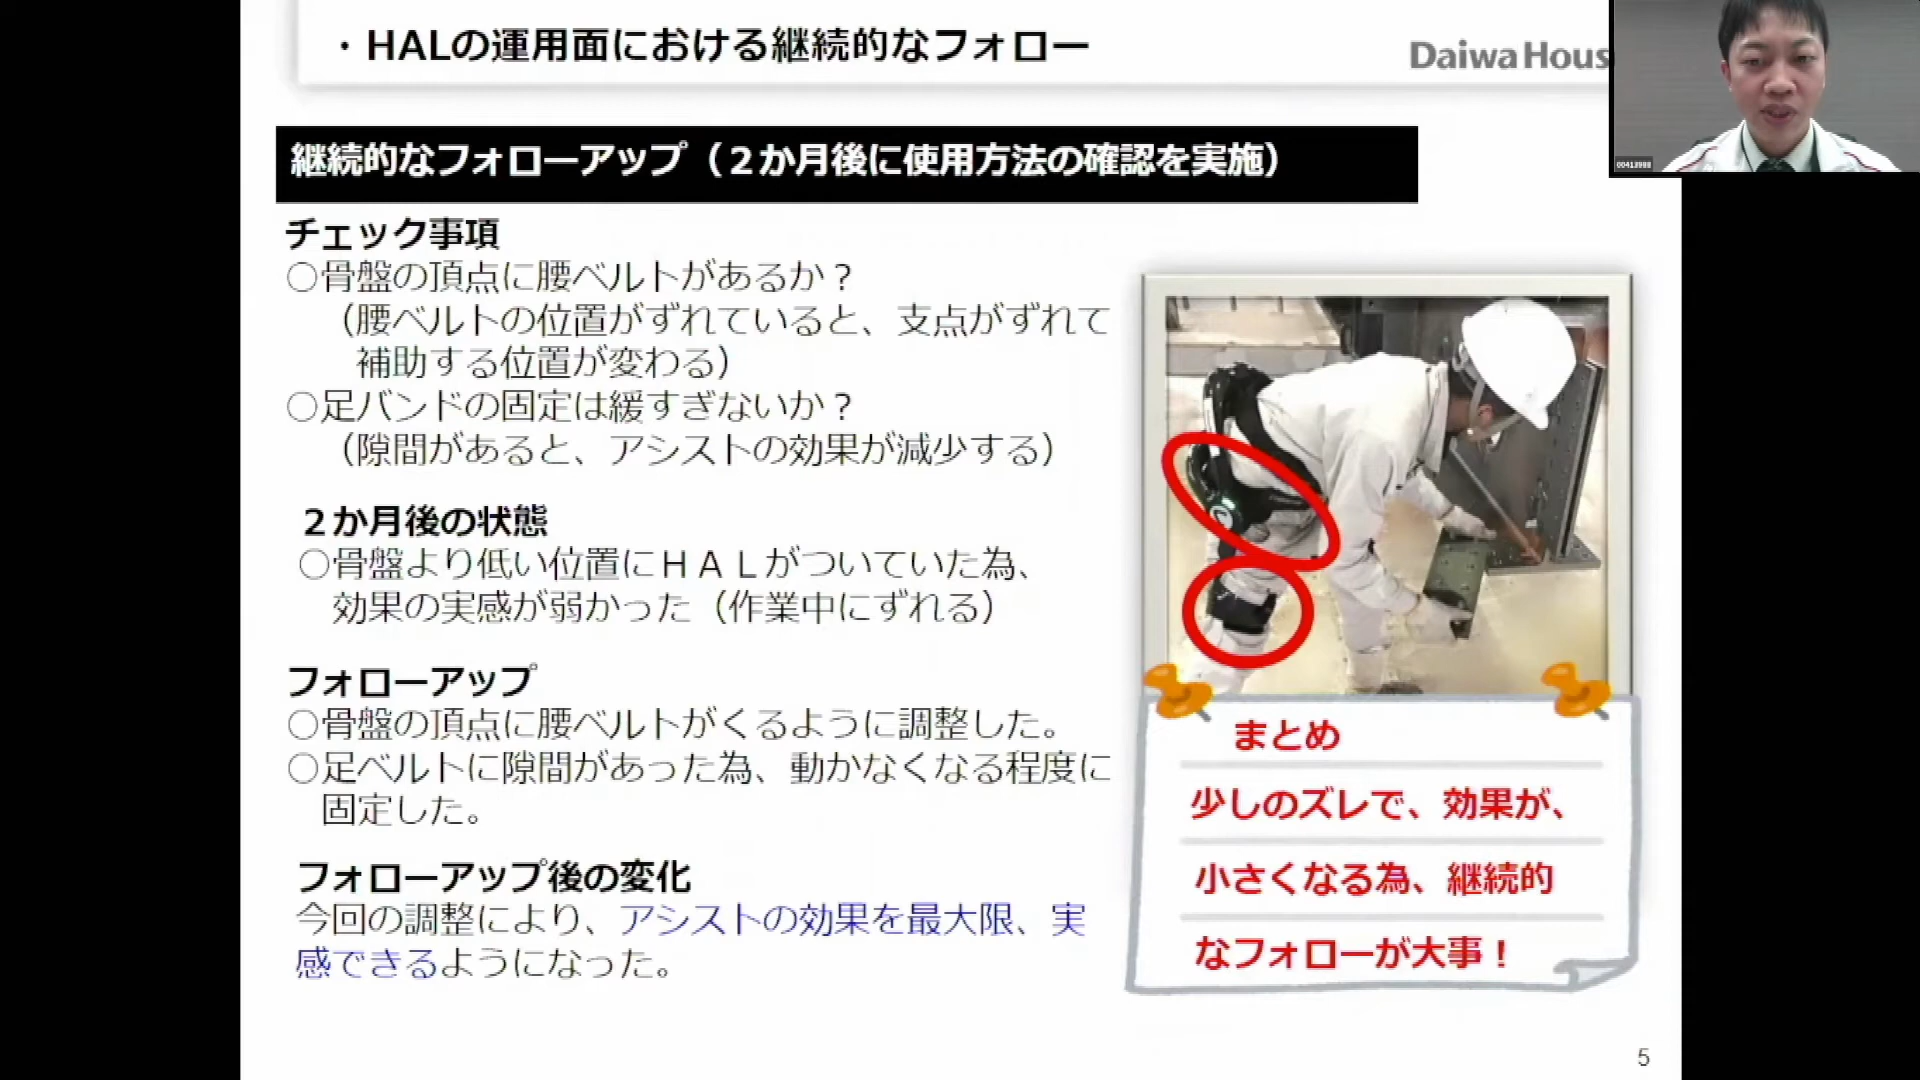 ・HALの運用面における継続的なフォロー
Daiwa Hous
00413988
継続的なフォローアップ（２か月後に使用方法の確認を実施）
チェック事項
○骨盤の頂点に腰ベルトがあるか？
（腰ベルトの位置がずれていると、支点がずれて
補助する位置が変わる）
○足バンドの固定は緩すぎないか？
（隙間があると、アシストの効果が減少する）
２か月後の状態
○骨盤より低い位置にＨＡＬがついていた為、
効果の実感が弱かった（作業中にずれる）
フォローアップ
○骨盤の頂点に腰ベルトがくるように調整した。
○足ベルトに隙間があった為、動かなくなる程度に
固定した。
フォローアップ後の変化
今回の調整により、アシストの効果を最大限、実
感できるようになった。
まとめ
少しのズレで、効果が、
小さくなる為、継続的
なフォローが大事！
5